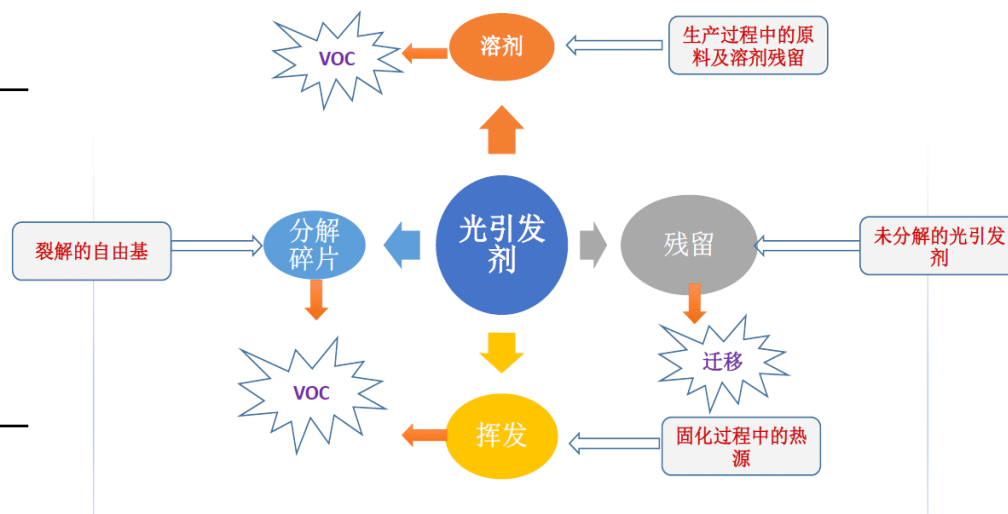 VOC
溶剂
生产过程中的原
料及溶剂残留
裂解的自由基
分解
碎片
光引发
剂
残留
未分解的光引发
剂
VOC
迁移
挥发
固化过程中的热
源